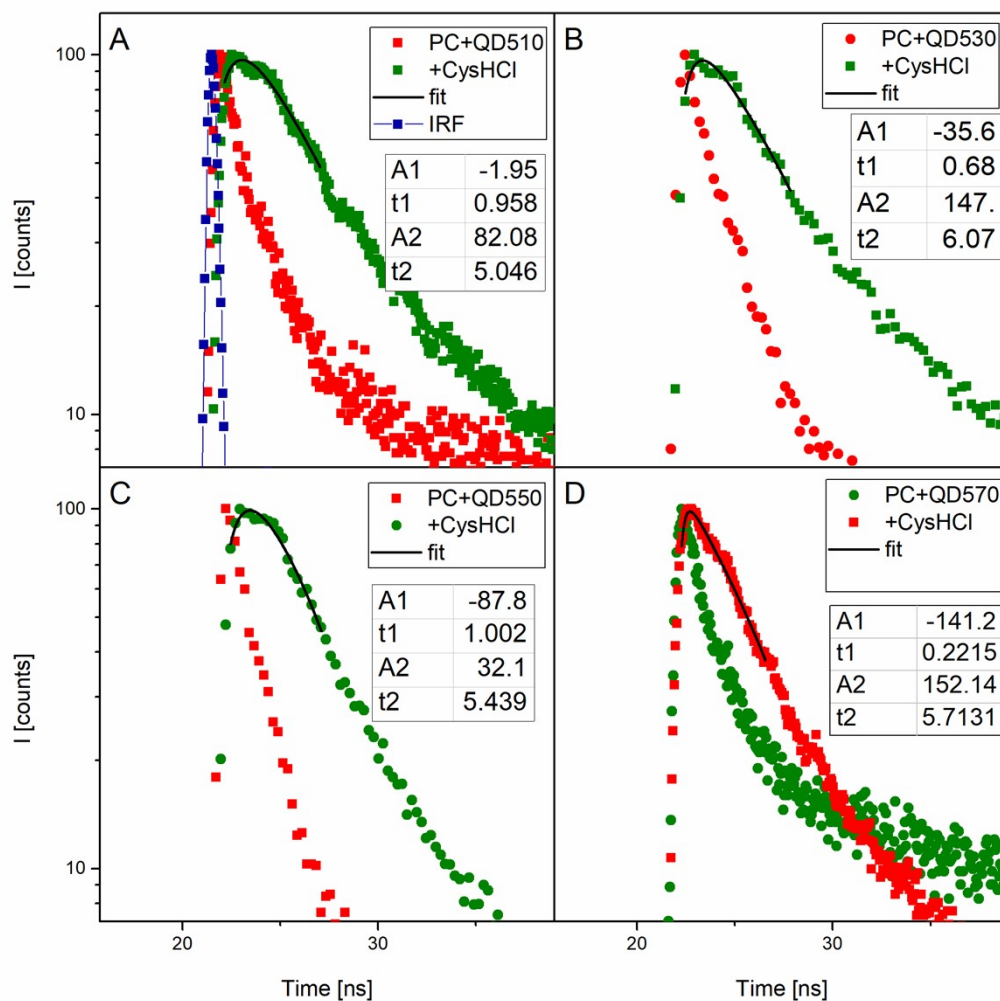 A
PC+QD510
+CysHCl
fit
IRF
A1 -1.95
t1 0.958
A2 82.08
t2 5.046
B
PC+QD530
+CysHCl
fit
A1 -35.6
t1 0.68
A2 147.
t2 6.07
100
10
I [counts]
C
PC+QD550
+CysHCl
fit
A1 -87.8
t1 1.002
A2 32.1
t2 5.439
D
PC+QD570
+CysHCl
fit
A1 -141.2
t1 0.2215
A2 152.14
t2 5.7131
100
10
I [counts]
20 30
20 30
Time [ns]
Time [ns]